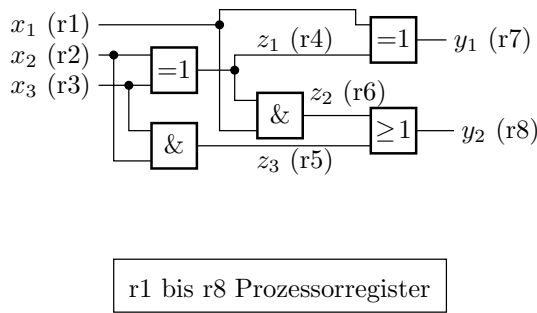 x₁ (r1)
x₂ (r2)
x₃ (r3)
=1
&
z₁ (r4)
&
z₂ (r6)
z₃ (r5)
=1
≥1
y₁ (r7)
y₂ (r8)
r1 bis r8 Prozessorregister